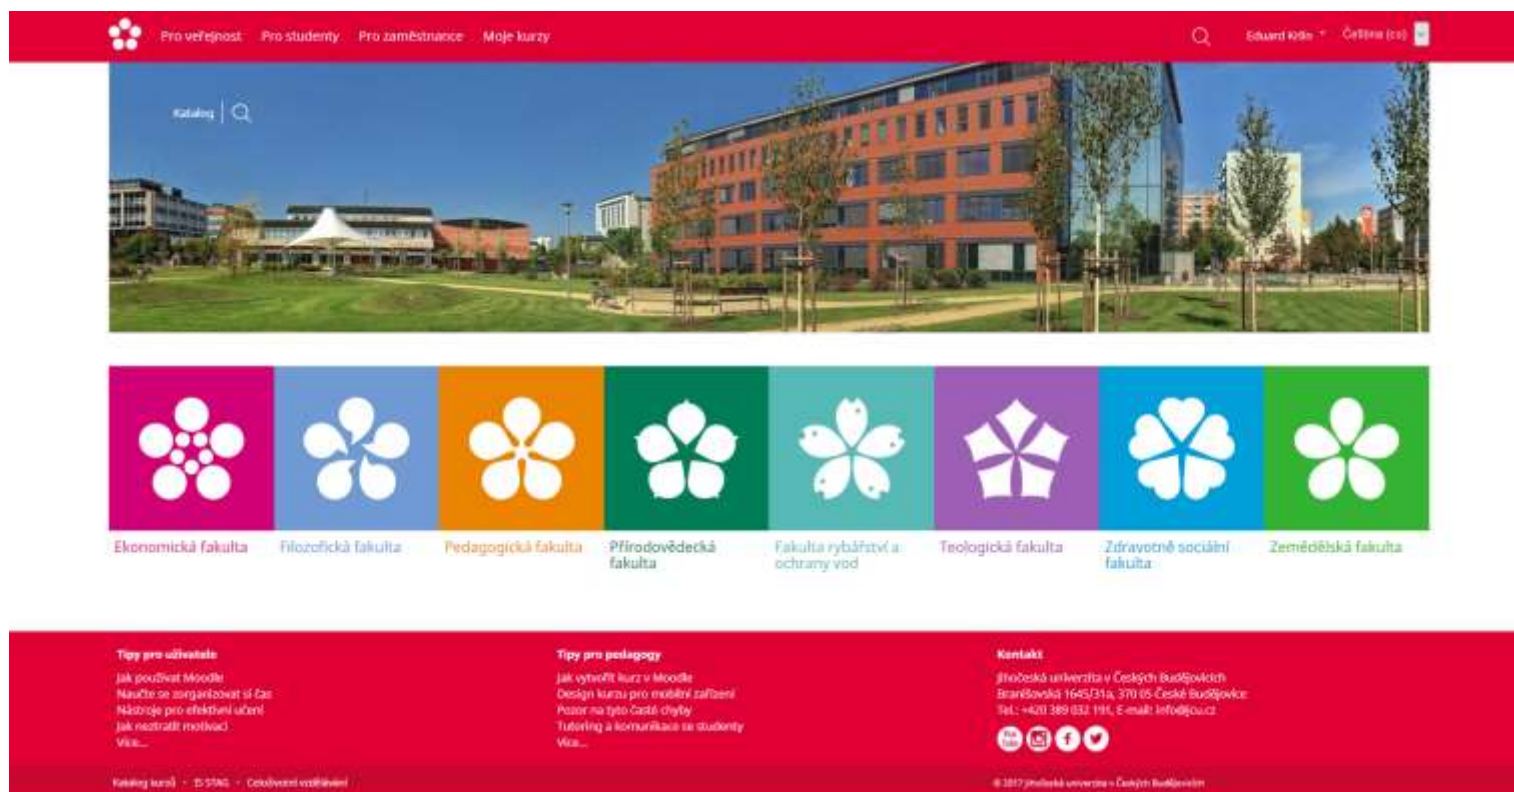 Pro veřejnost Pro studenty Pro zaměstnance Moje kurzy Eduard Čeština (cs)
Katalog
Ekonomická fakulta
Filozofická fakulta
Pedagogická fakulta
Přírodovědecká
fakulta
Fakulta rybářství a
ochrany vod
Teologická fakulta
Zdravotně sociální
fakulta
Zemědělská fakulta
Tipy pro uživatele
Jak používat Moodle
Naučte se zorganizovat si čas
Nástroje pro efektivní učení
Jak neztratit motivaci
Více...
Tipy pro pedagogy
Jak vytvořit kurz v Moodle
Design kurzu pro mobilní zařízení
Pozor na tyto časté chyby
Tutoring a komunikace se studenty
Více...
Kontakt
Jihočeská univerzita v Českých Budějovicích
Branišovská 1645/31a, 370 05 České Budějovice
Tel.: +420 389 032 191, E-mail: info@jcu.cz
You
Tube
Katalog kurzů • IS STAG • Celoživotní vzdělávání
© 2017 Jihočeská univerzita v Českých Budějovicích